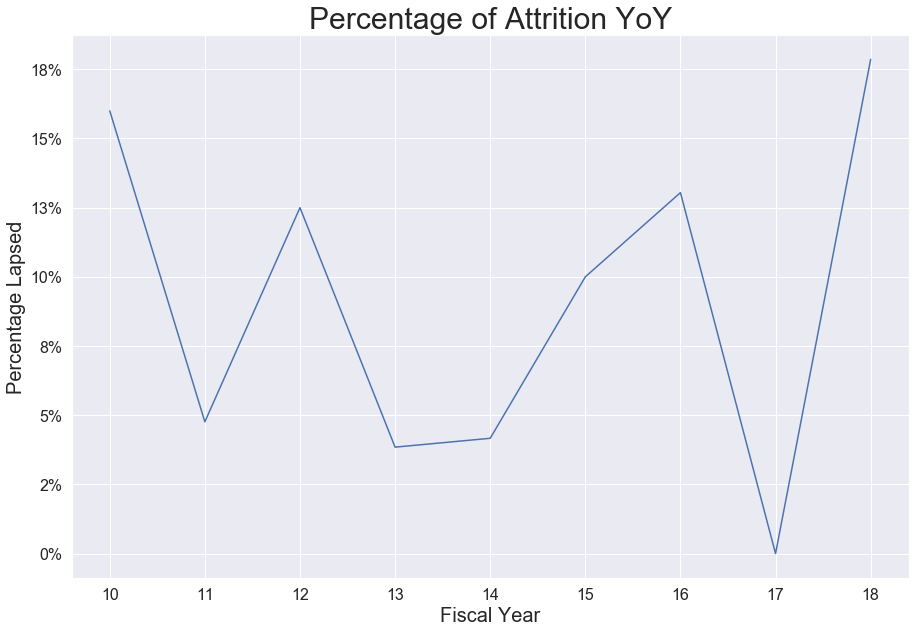 Percentage of Attrition YoY
Percentage Lapsed
18%
15%
13%
10%
8%
5%
2%
0%
10 11 12 13 14 15 16 17 18
Fiscal Year